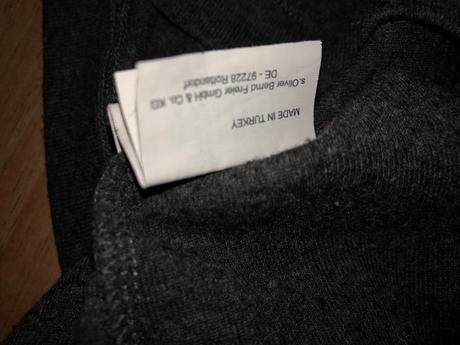 MADE IN TURKEY
s.Oliver Bernd Freier GmbH & Co. KG
DE - 97228 Rottendorf